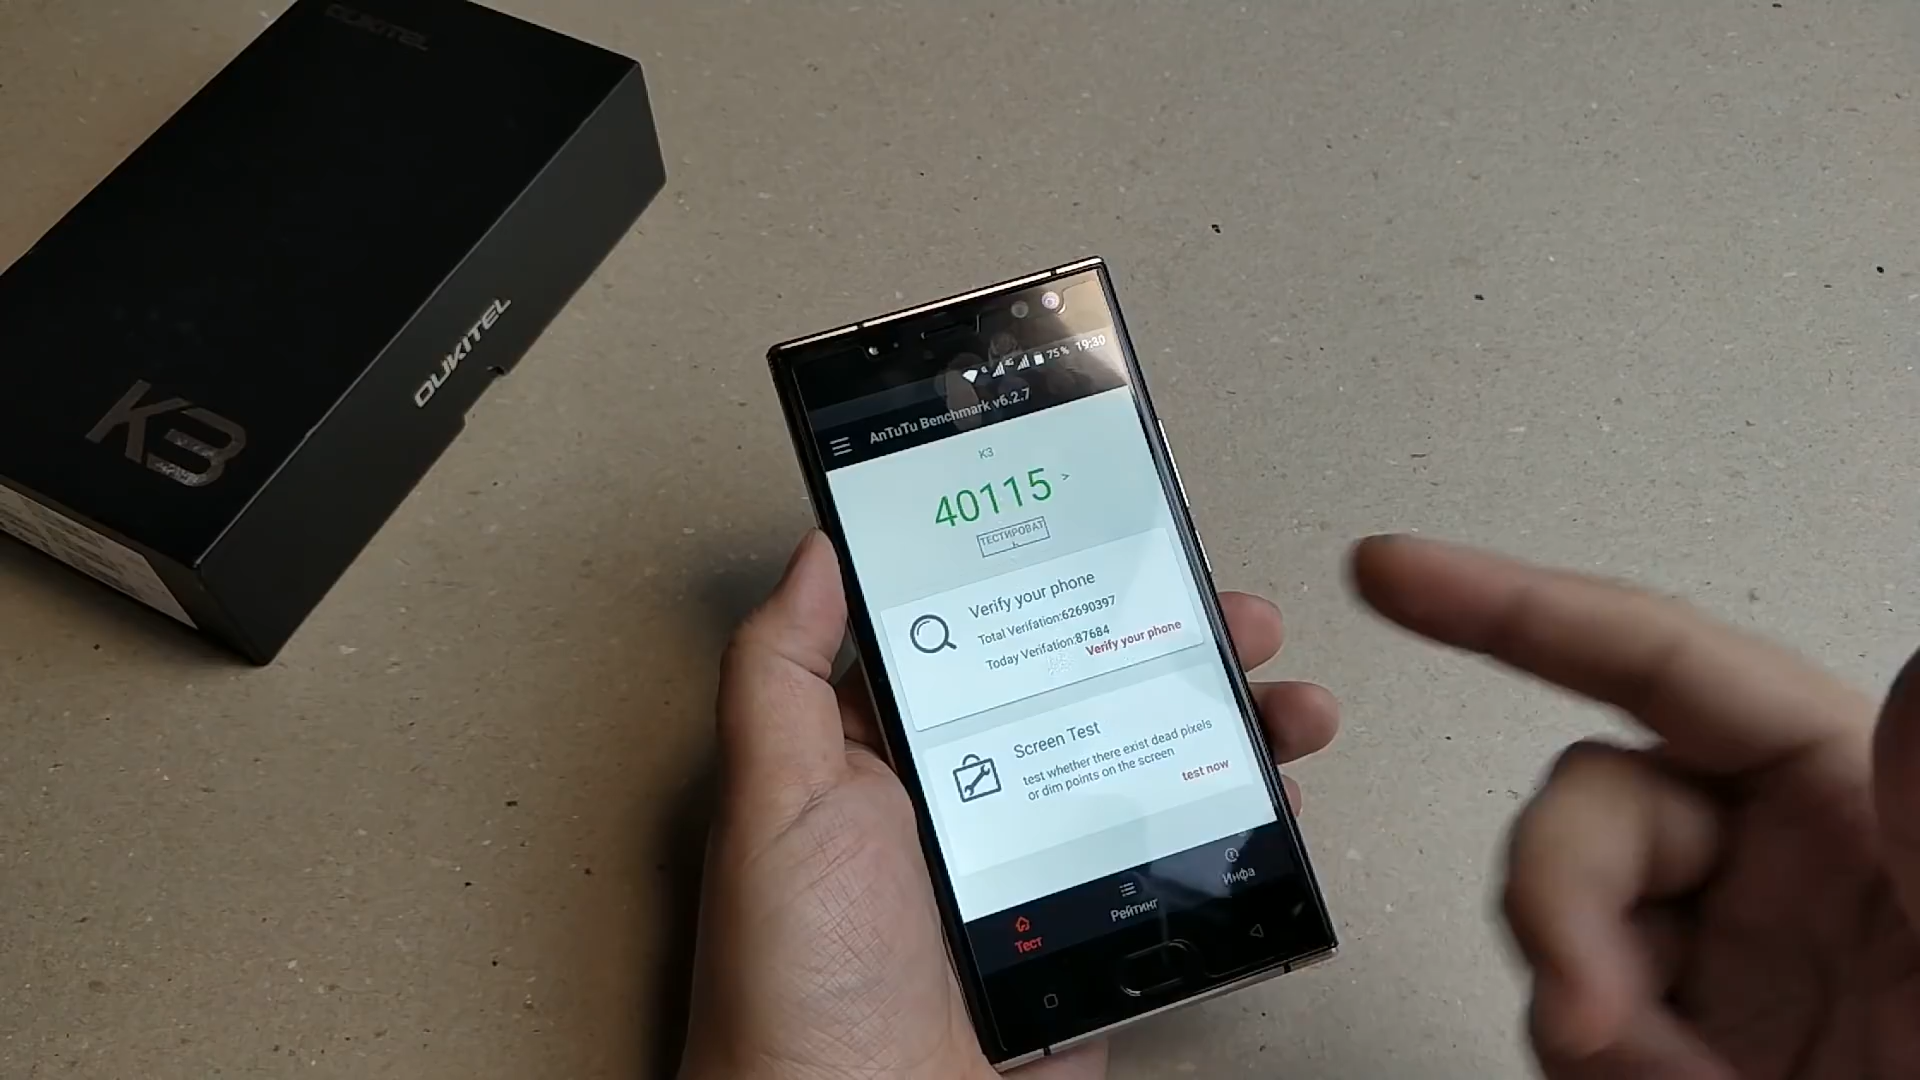 OUKITEL
OUKITEL
K3
75% 19:30
AnTuTu Benchmark v6.2.7
K3
40115 >
ТЕСТИРОВАТ
Ь
Verify your phone
Total Verifation:62690397
Today Verifation:87684
Verify your phone
Screen Test
test whether there exist dead pixels
or dim points on the screen
test now
Тест
Рейтинг
Инфа